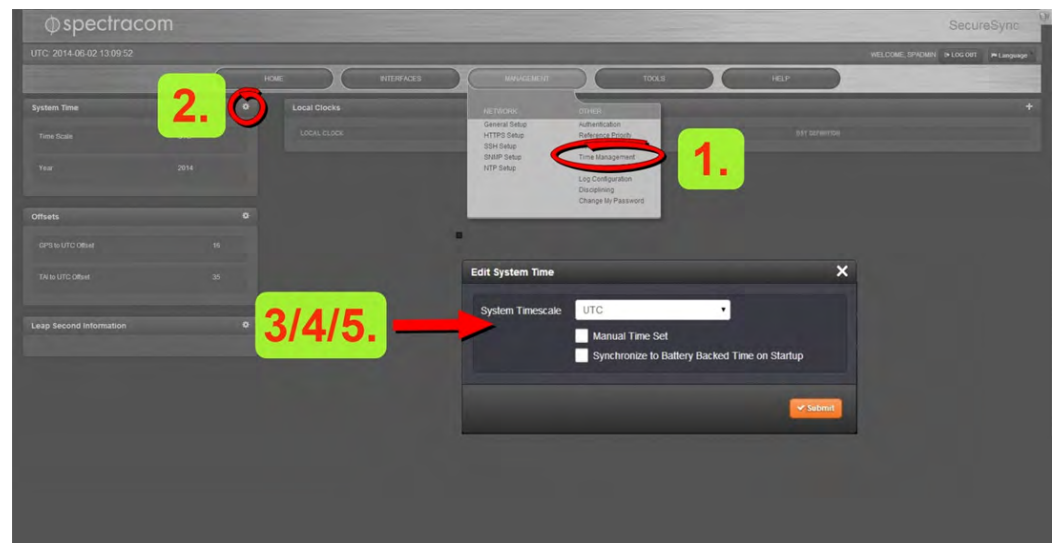 spectracom
SecureSync
UTC: 2014-06-02 13:09:52
WELCOME, SPADMIN LOG OUT Language
HOME INTERFACES MANAGEMENT TOOLS HELP
System Time
2.
Time Scale
Year 2014
Offsets
GPS to UTC Offset 16
TAI to UTC Offset 35
Leap Second Information
Local Clocks
LOCAL CLOCK
NETWORK
General Setup
HTTPS Setup
SSH Setup
SNMP Setup
NTP Setup
OTHER
Authentication
Reference Priority
Time Management
Log Configuration
Disciplining
Change My Password
1.
3/4/5.
Edit System Time
System Timescale UTC
Manual Time Set
Synchronize to Battery Backed Time on Startup
Submit